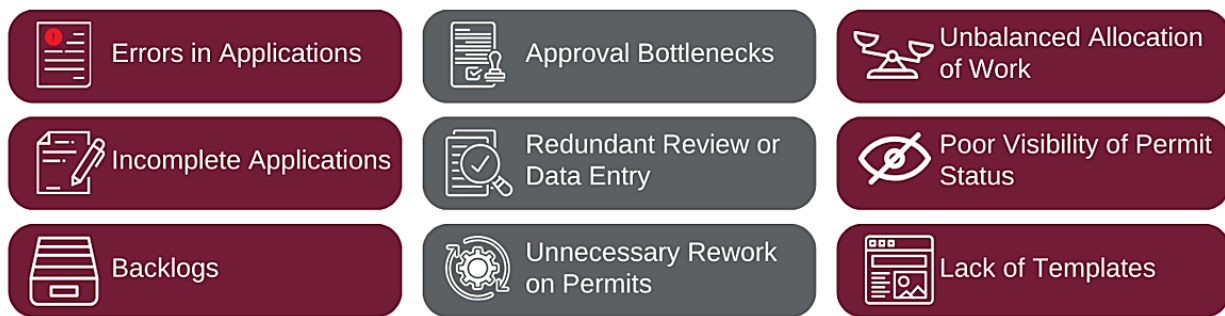 Errors in Applications
Approval Bottlenecks
Unbalanced Allocation
of Work
Incomplete Applications
Redundant Review or
Data Entry
Poor Visibility of Permit
Status
Backlogs
Unnecessary Rework
on Permits
Lack of Templates